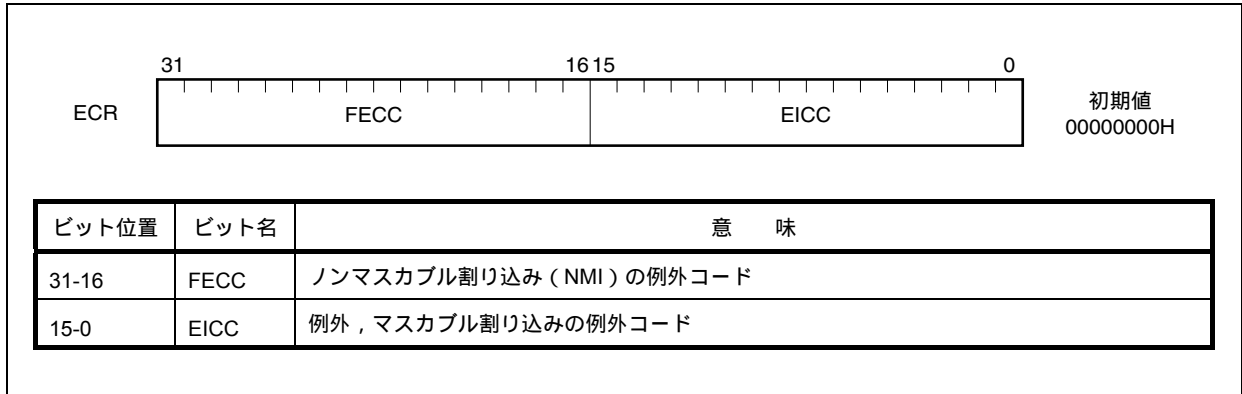 31 16 15 0
ECR FECC EICC 初期値
00000000H
ビット位置 ビット名 意 味
31-16 FECC ノンマスカブル割り込み（NMI）の例外コード
15-0 EICC 例外，マスカブル割り込みの例外コード